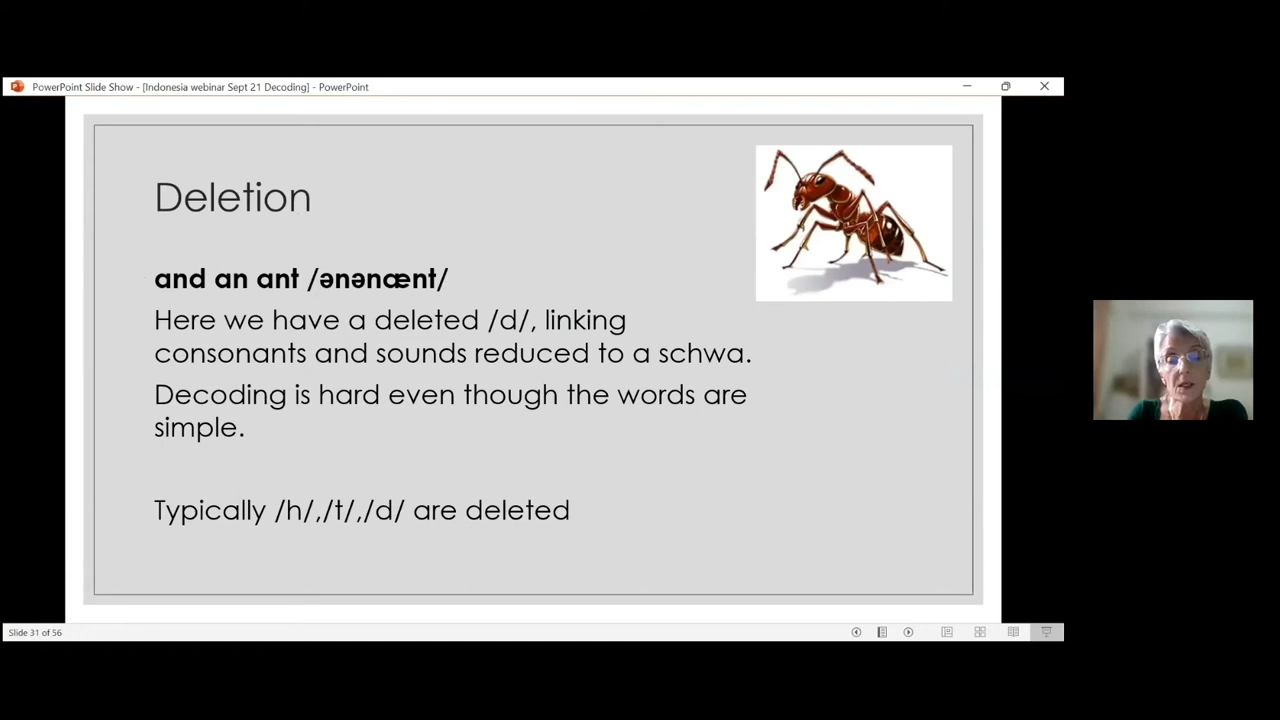 PowerPoint Slide Show - [Indonesia webinar Sept 21 Decoding] - PowerPoint
Deletion
and an ant /ənənænt/
Here we have a deleted /d/, linking
consonants and sounds reduced to a schwa.
Decoding is hard even though the words are
simple.
Typically /h/,/t/,/d/ are deleted
Slide 31 of 56